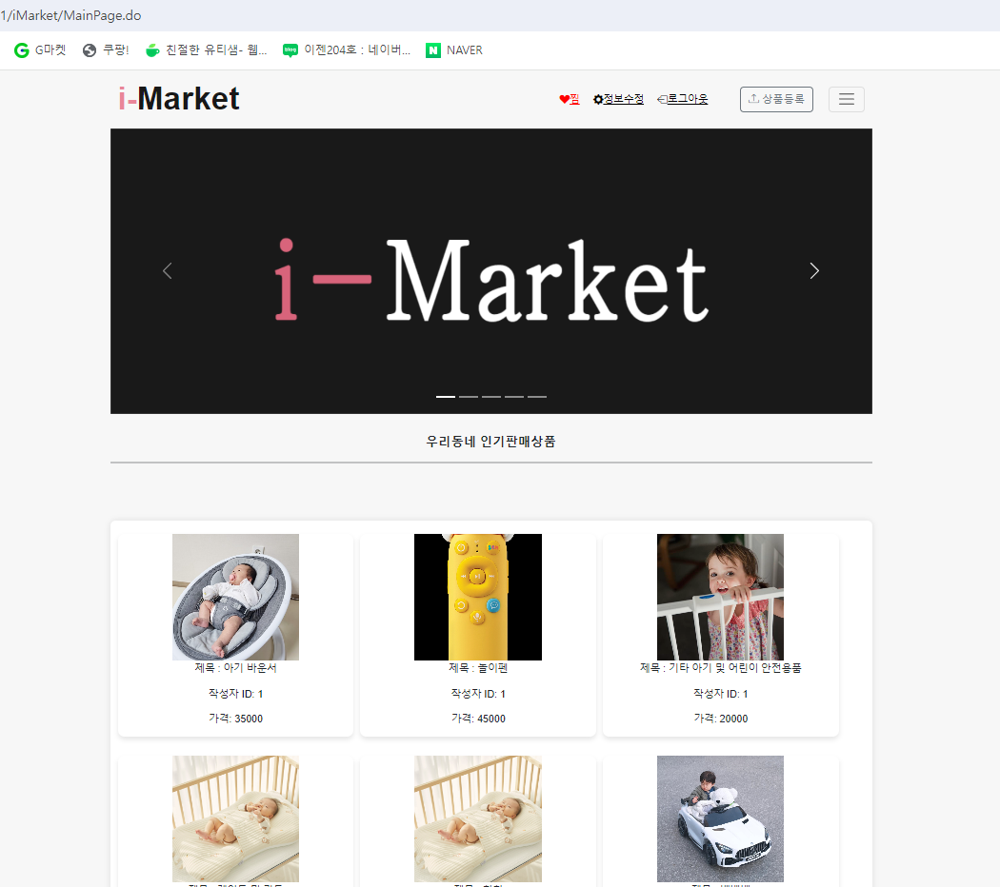 1/iMarket/MainPage.do
G마켓 쿠팡! 친절한 유티샘- 웹... 이젠204호 : 네이버... NAVER
i-Market 찜 정보수정 로그아웃 상품등록
i-Market
우리동네 인기판매상품
제목 : 아기 바운서
작성자 ID: 1
가격: 35000
제목 : 놀이펜
작성자 ID: 1
가격: 45000
제목 : 기타 아기 및 어린이 안전용품
작성자 ID: 1
가격: 20000